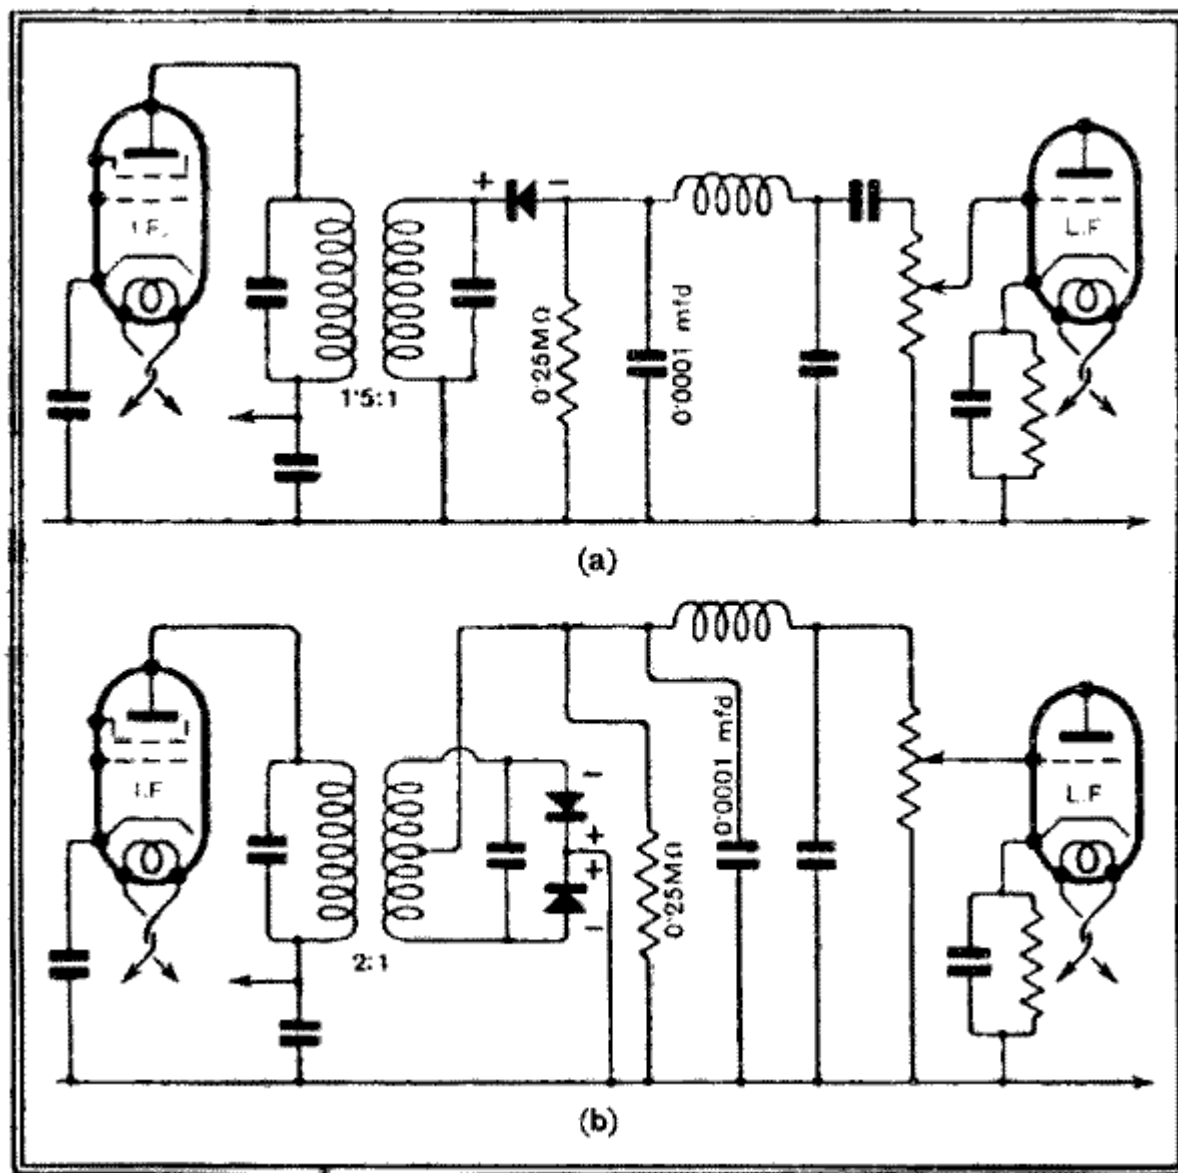 I.F.
L.F
+ −
1·5:1
0·25MΩ
0·0001 mfd
(a)
I.F
L.F
−
+
+
−
2:1
0·25MΩ
0·0001 mfd
(b)